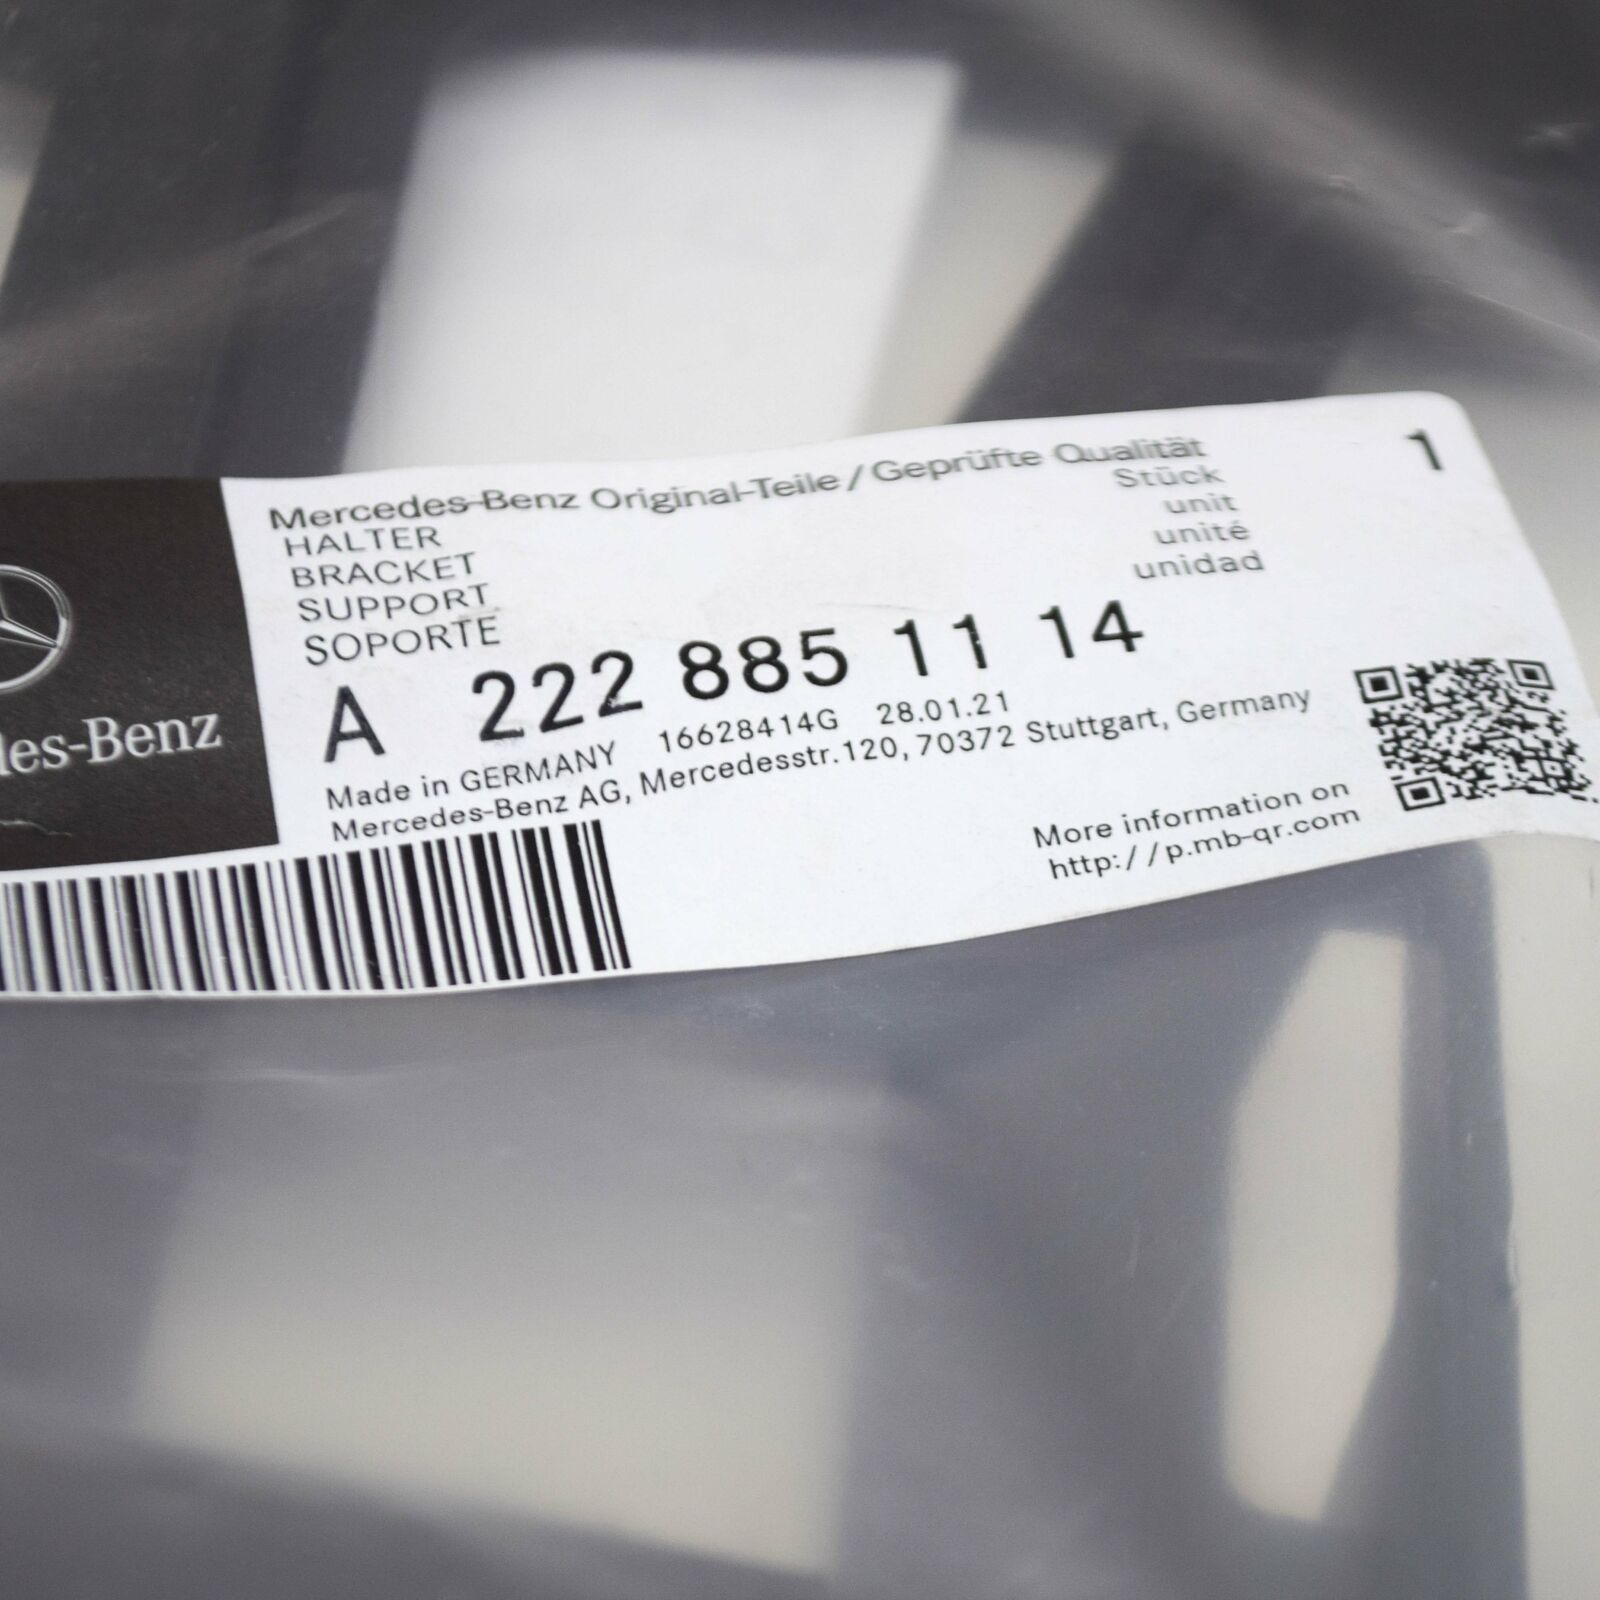 Mercedes-Benz Original-Teile / Geprüfte Qualität
1
HALTER
Stück
BRACKET
unit
SUPPORT
unité
SOPORTE
unidad
A 222 885 11 14
Made in GERMANY 16628414G 28.01.21
Mercedes-Benz AG, Mercedesstr. 120, 70372 Stuttgart, Germany
More information on
http://p.mb-qr.com
des-Benz